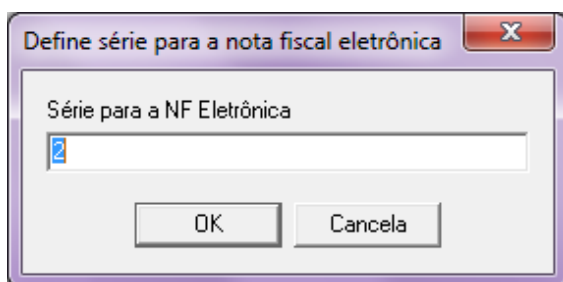 Define série para a nota fiscal eletrônica
Série para a NF Eletrônica
2
OK Cancela